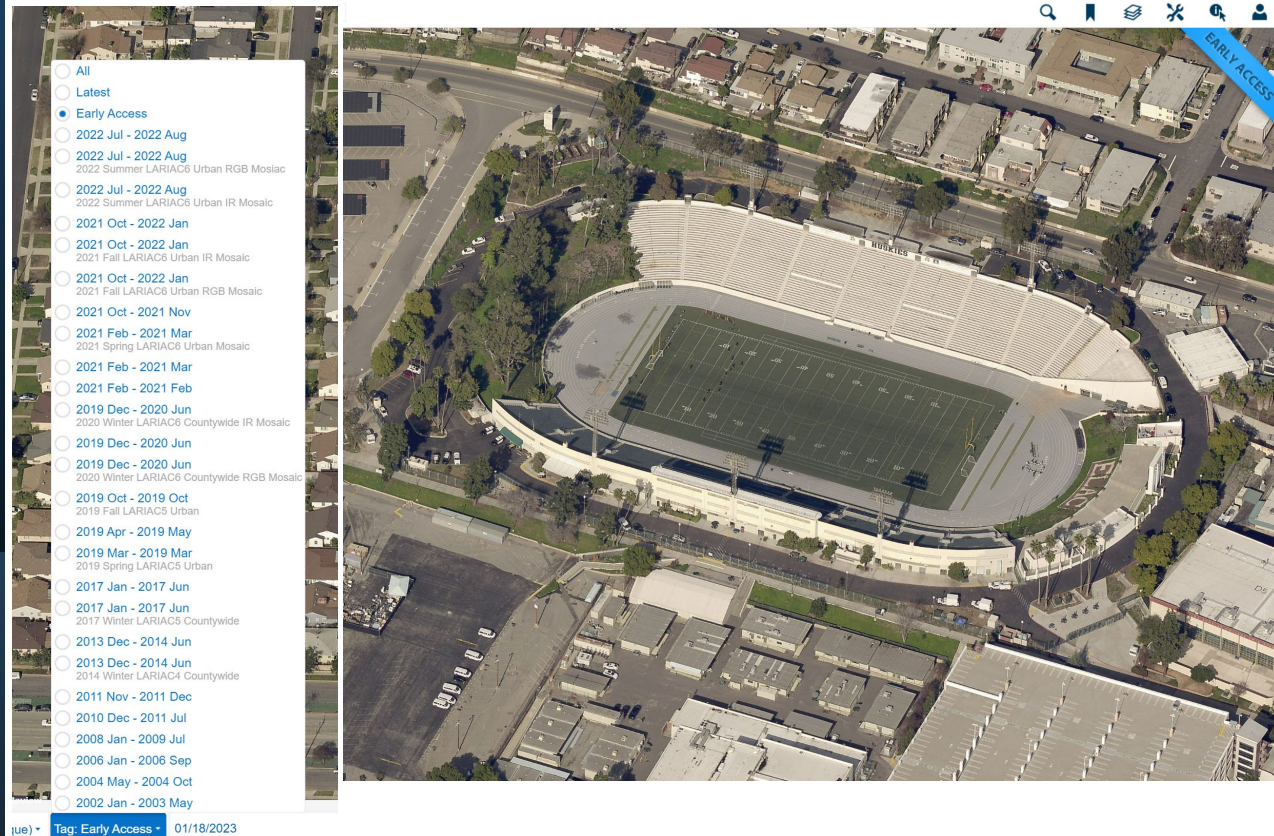 All
Latest
Early Access
2022 Jul - 2022 Aug
2022 Jul - 2022 Aug
2022 Summer LARIAC6 Urban RGB Mosiac
2022 Jul - 2022 Aug
2022 Summer LARIAC6 Urban IR Mosaic
2021 Oct - 2022 Jan
2021 Oct - 2022 Jan
2021 Fall LARIAC6 Urban IR Mosaic
2021 Oct - 2022 Jan
2021 Fall LARIAC6 Urban RGB Mosaic
2021 Oct - 2021 Nov
2021 Feb - 2021 Mar
2021 Spring LARIAC6 Urban Mosaic
2021 Feb - 2021 Mar
2021 Feb - 2021 Feb
2019 Dec - 2020 Jun
2020 Winter LARIAC6 Countywide IR Mosaic
2019 Dec - 2020 Jun
2019 Dec - 2020 Jun
2020 Winter LARIAC6 Countywide RGB Mosaic
2019 Oct - 2019 Oct
2019 Fall LARIAC5 Urban
2019 Apr - 2019 May
2019 Mar - 2019 Mar
2019 Spring LARIAC5 Urban
2017 Jan - 2017 Jun
2017 Jan - 2017 Jun
2017 Winter LARIAC5 Countywide
2013 Dec - 2014 Jun
2013 Dec - 2014 Jun
2014 Winter LARIAC4 Countywide
2011 Nov - 2011 Dec
2010 Dec - 2011 Jul
2008 Jan - 2009 Jul
2006 Jan - 2006 Sep
2004 May - 2004 Oct
2002 Jan - 2003 May
Tag: Early Access
01/18/2023
EARLY ACCESS
HUSKIES
ELAC